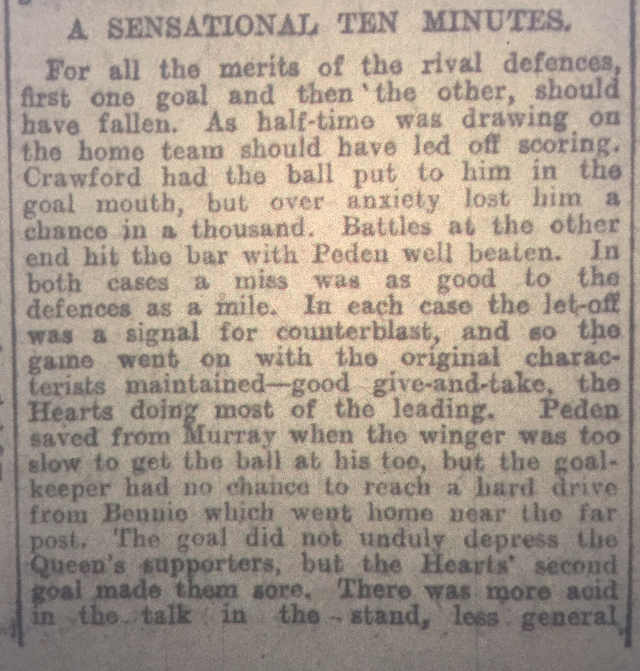 A SENSATIONAL TEN MINUTES.
For all the merits of the rival defences,
first one goal and then the other, should
have fallen. As half-time was drawing on
the home team should have led off scoring.
Crawford had the ball put to him in the
goal mouth, but over anxiety lost him a
chance in a thousand. Battles at the other
end hit the bar with Peden well beaten. In
both cases a miss was as good to the
defences as a mile. In each case the let-off
was a signal for counterblast, and so the
game went on with the original charac-
terists maintained—good give-and-take, the
Hearts doing most of the leading. Peden
saved from Murray when the winger was too
slow to get the ball at his toe, but the goal-
keeper had no chance to reach a hard drive
from Bennie which went home near the far
post. The goal did not unduly depress the
Queen's supporters, but the Hearts' second
goal made them sore. There was more acid
in the talk in the stand, less general